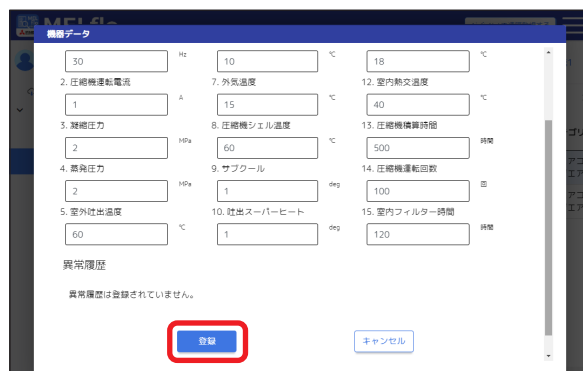 MELflo
機器データ
30 Hz 10 ℃ 18 ℃
2. 圧縮機運転電流 7. 外気温度 12. 室内熱交温度
1 A 15 ℃ 40 ℃
3. 凝縮圧力 8. 圧縮機シェル温度 13. 圧縮機積算時間
2 MPa 60 ℃ 500 時間
4. 蒸発圧力 9. サブクール 14. 圧縮機運転回数
2 MPa 1 deg 100 回
5. 室外吐出温度 10. 吐出スーパーヒート 15. 室内フィルター時間
60 ℃ 1 deg 120 時間
異常履歴
異常履歴は登録されていません。
登録 キャンセル